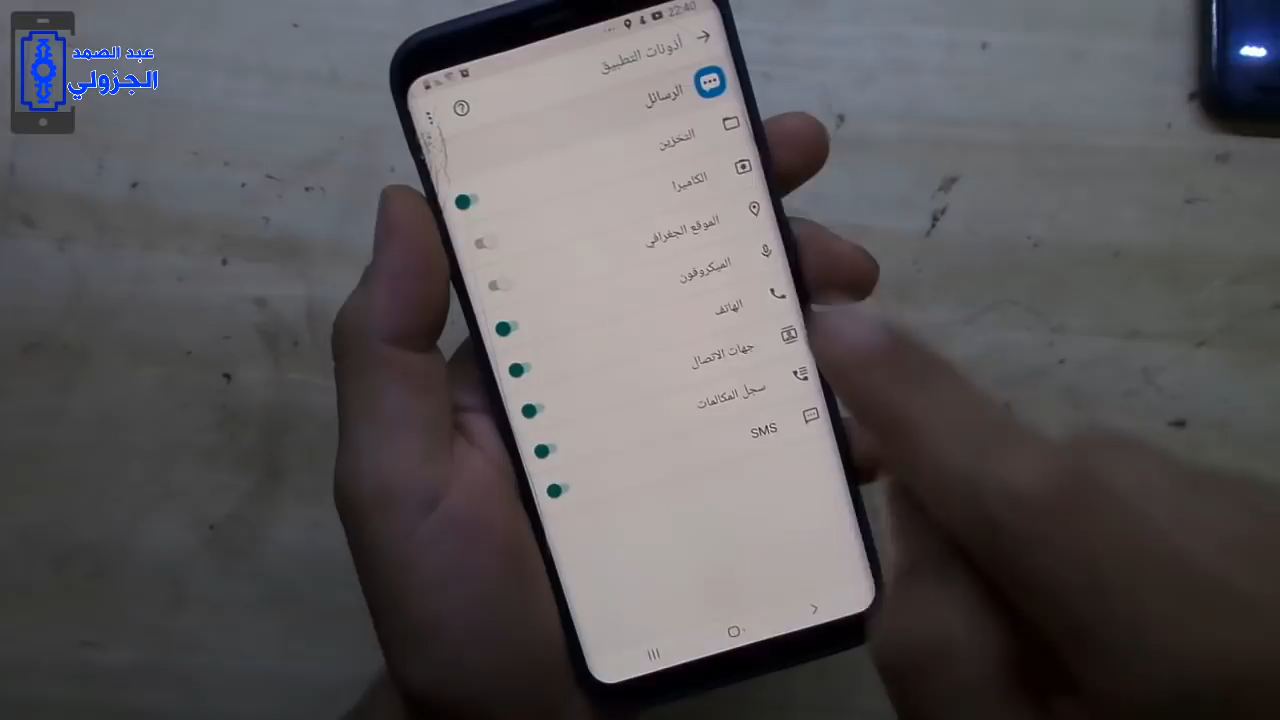 عبد الصمد
الجزولي
22:40
أذونات التطبيق
الرسائل
التخزين
الكاميرا
الموقع الجغرافي
الميكروفون
الهاتف
جهات الاتصال
سجل المكالمات
SMS